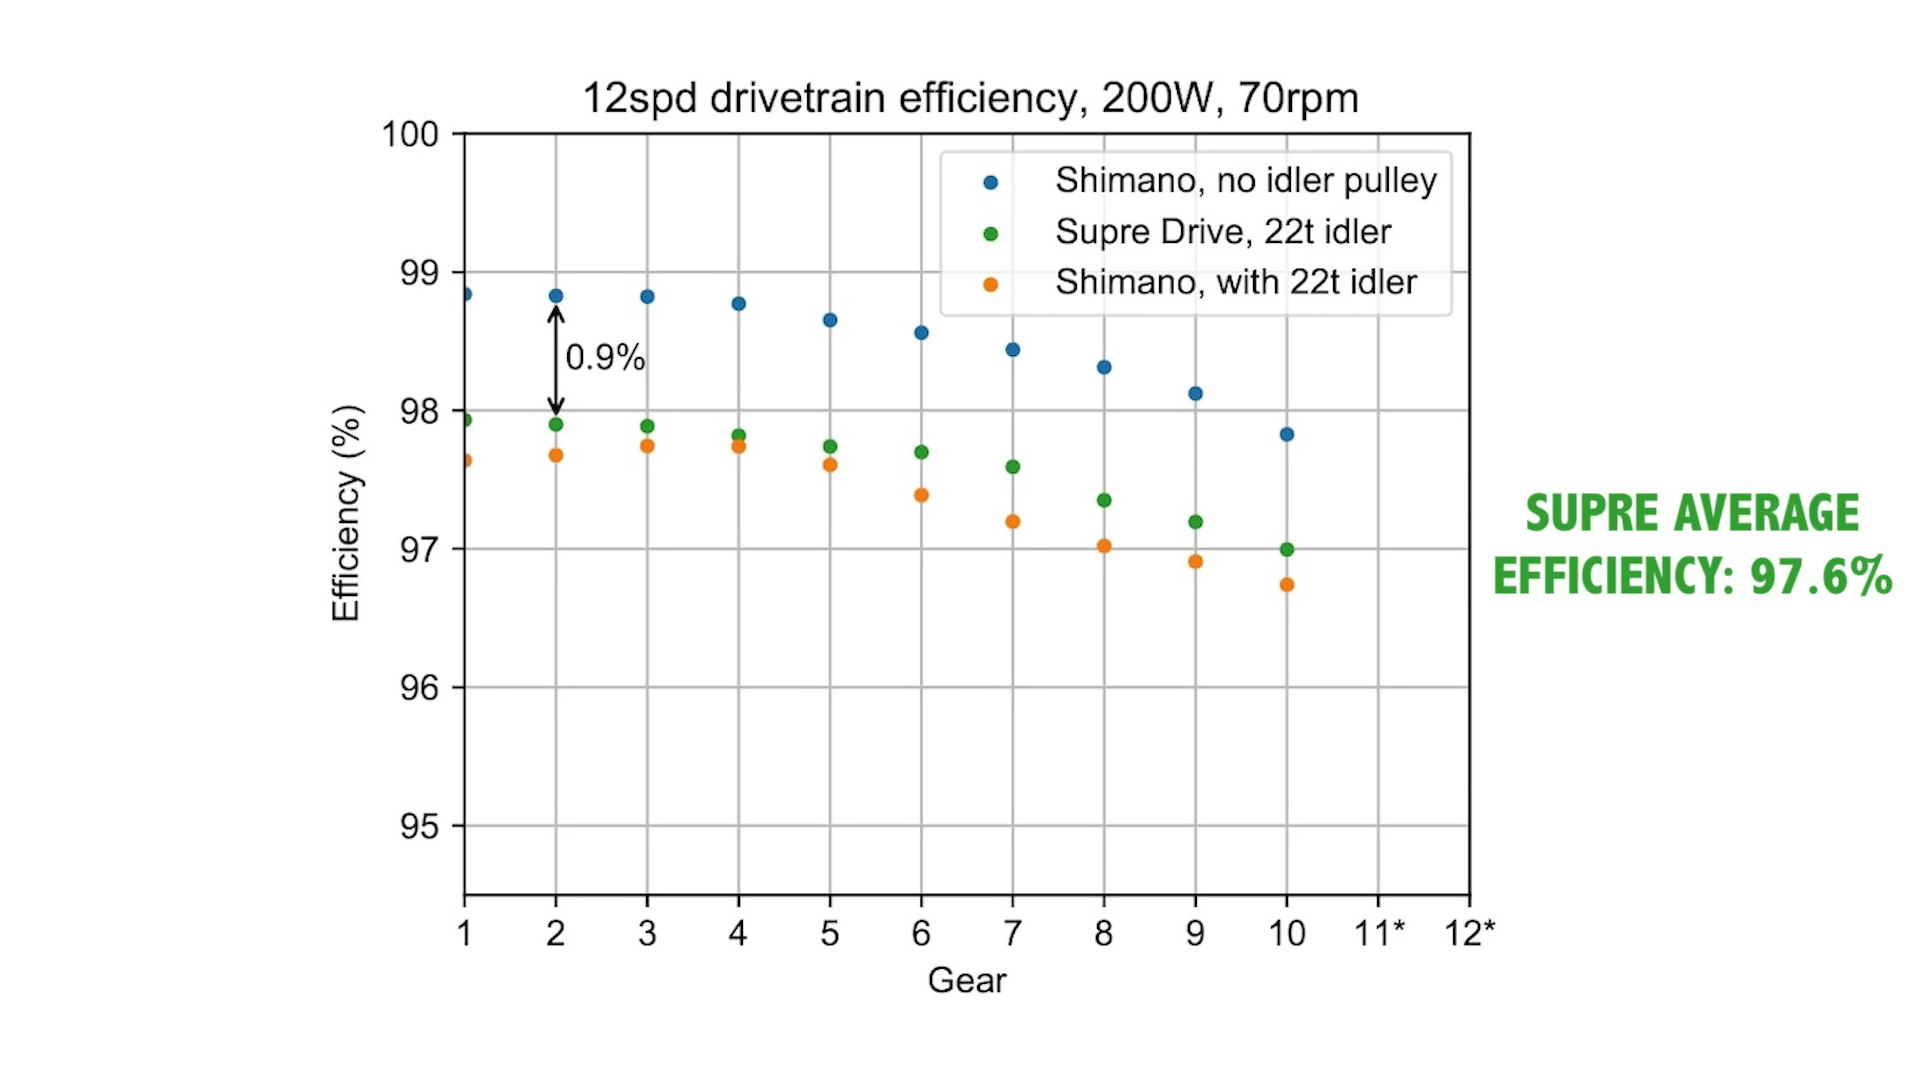 12spd drivetrain efficiency, 200W, 70rpm
100
99
98
97
96
95
Efficiency (%)
Shimano, no idler pulley
Supre Drive, 22t idler
Shimano, with 22t idler
0.9%
1 2 3 4 5 6 7 8 9 10 11* 12*
Gear
SUPRE AVERAGE
EFFICIENCY: 97.6%